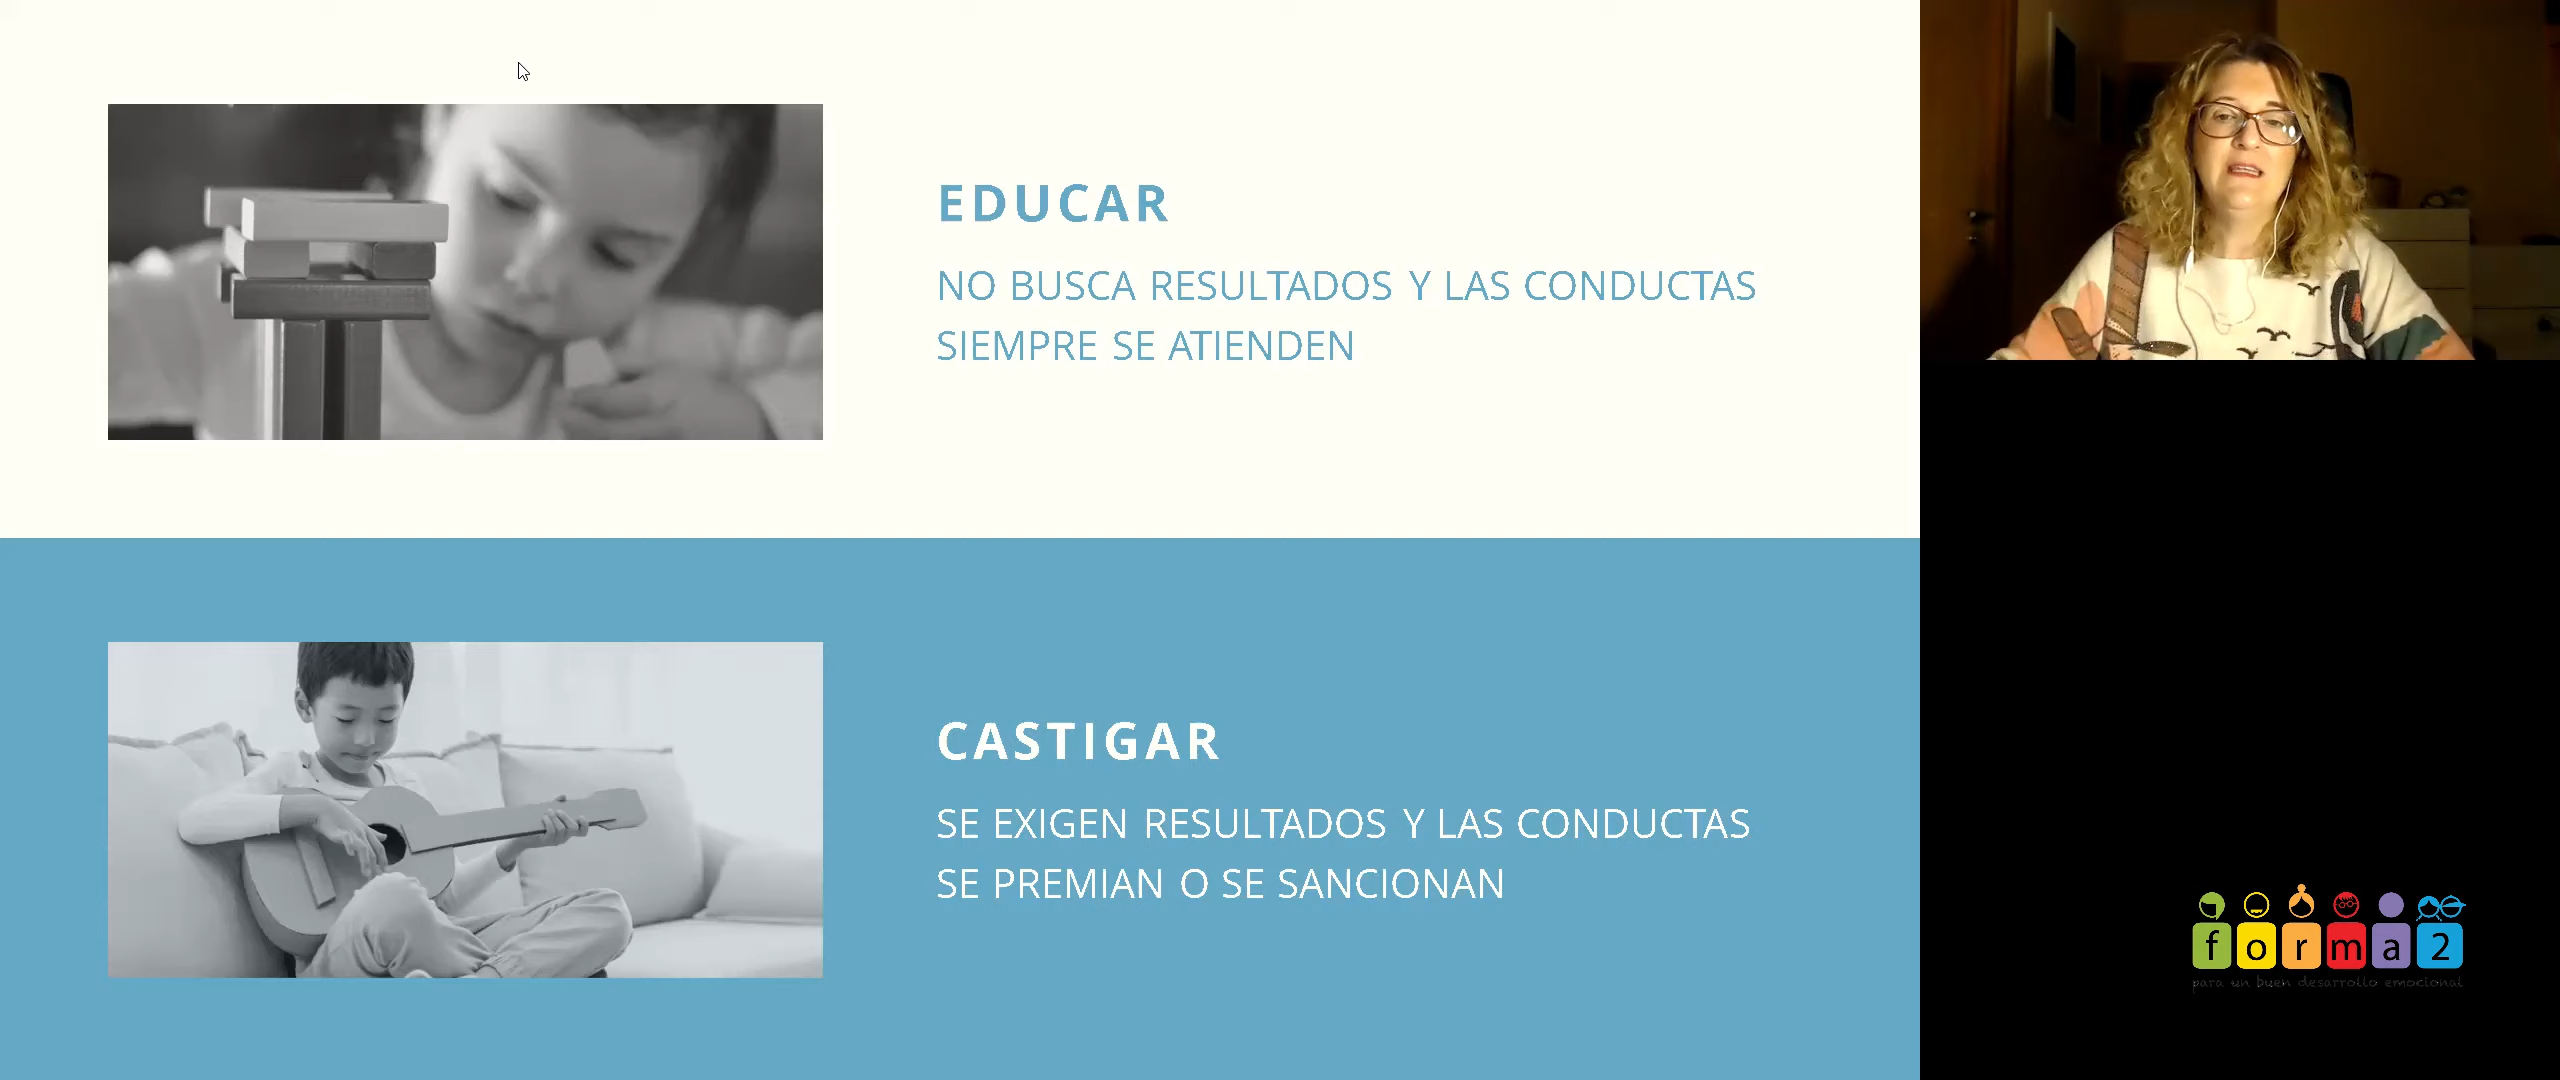 EDUCAR
NO BUSCA RESULTADOS Y LAS CONDUCTAS
SIEMPRE SE ATIENDEN
CASTIGAR
SE EXIGEN RESULTADOS Y LAS CONDUCTAS
SE PREMIAN O SE SANCIONAN
forma2
para un buen desarrollo emocional